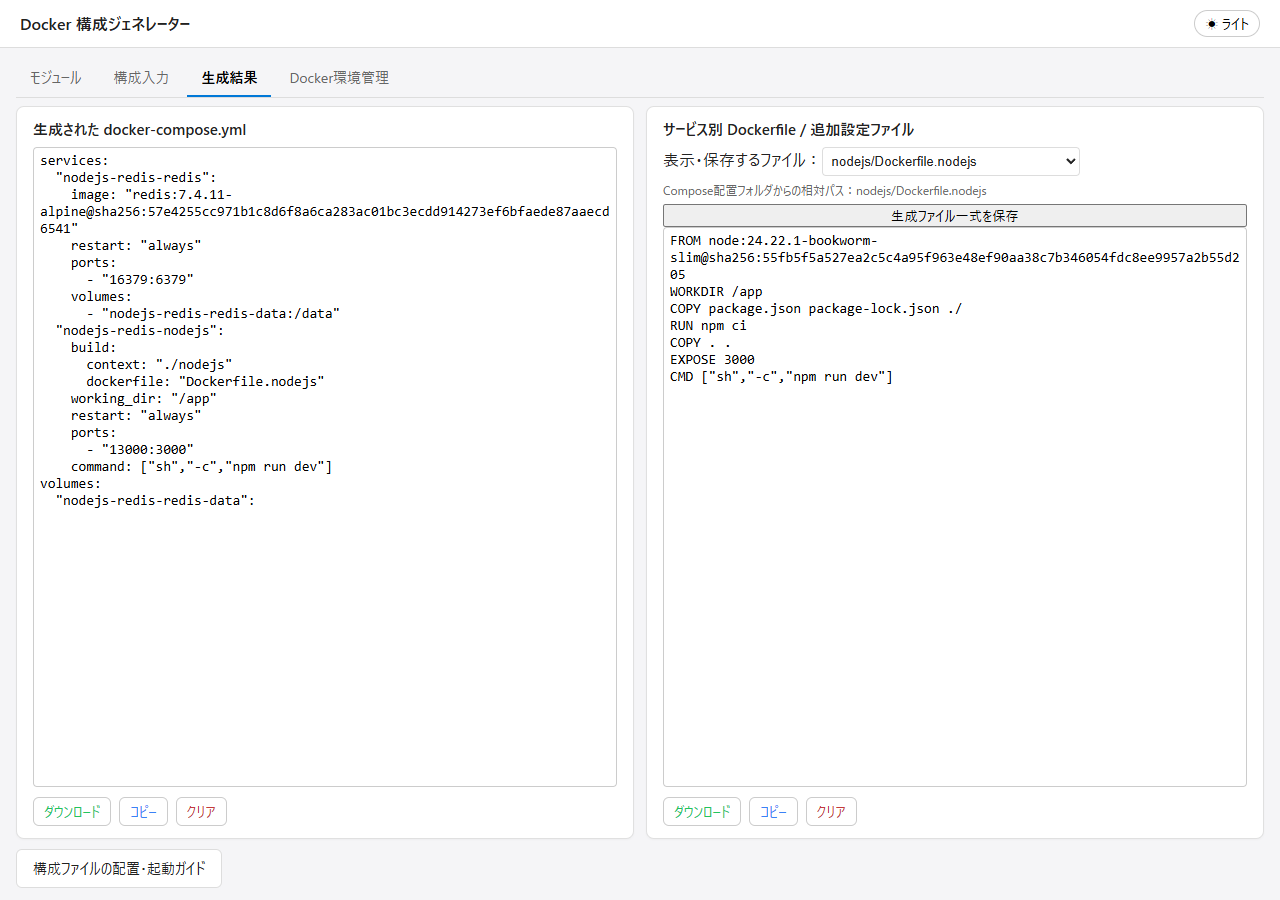 Docker 構成ジェネレーター
☀ ライト
モジュール 構成入力 生成結果 Docker環境管理
生成された docker-compose.yml
services:
  "nodejs-redis-redis":
    image: "redis:7.4.11-
alpine@sha256:57e4255cc971b1c8d6f8a6ca283ac01bc3ecdd914273ef6bfaede87aaecd
6541"
    restart: "always"
    ports:
      - "16379:6379"
    volumes:
      - "nodejs-redis-redis-data:/data"
  "nodejs-redis-nodejs":
    build:
      context: "./nodejs"
      dockerfile: "Dockerfile.nodejs"
    working_dir: "/app"
    restart: "always"
    ports:
      - "13000:3000"
    command: ["sh","-c","npm run dev"]
volumes:
  "nodejs-redis-redis-data":
ダウンロード コピー クリア
サービス別 Dockerfile / 追加設定ファイル
表示・保存するファイル： nodejs/Dockerfile.nodejs
Compose配置フォルダからの相対パス：nodejs/Dockerfile.nodejs
生成ファイル一式を保存
FROM node:24.22.1-bookworm-
slim@sha256:55fb5f5a527ea2c5c4a95f963e48ef90aa38c7b346054fdc8ee9957a2b55d2
05
WORKDIR /app
COPY package.json package-lock.json ./
RUN npm ci
COPY . .
EXPOSE 3000
CMD ["sh","-c","npm run dev"]
ダウンロード コピー クリア
構成ファイルの配置・起動ガイド